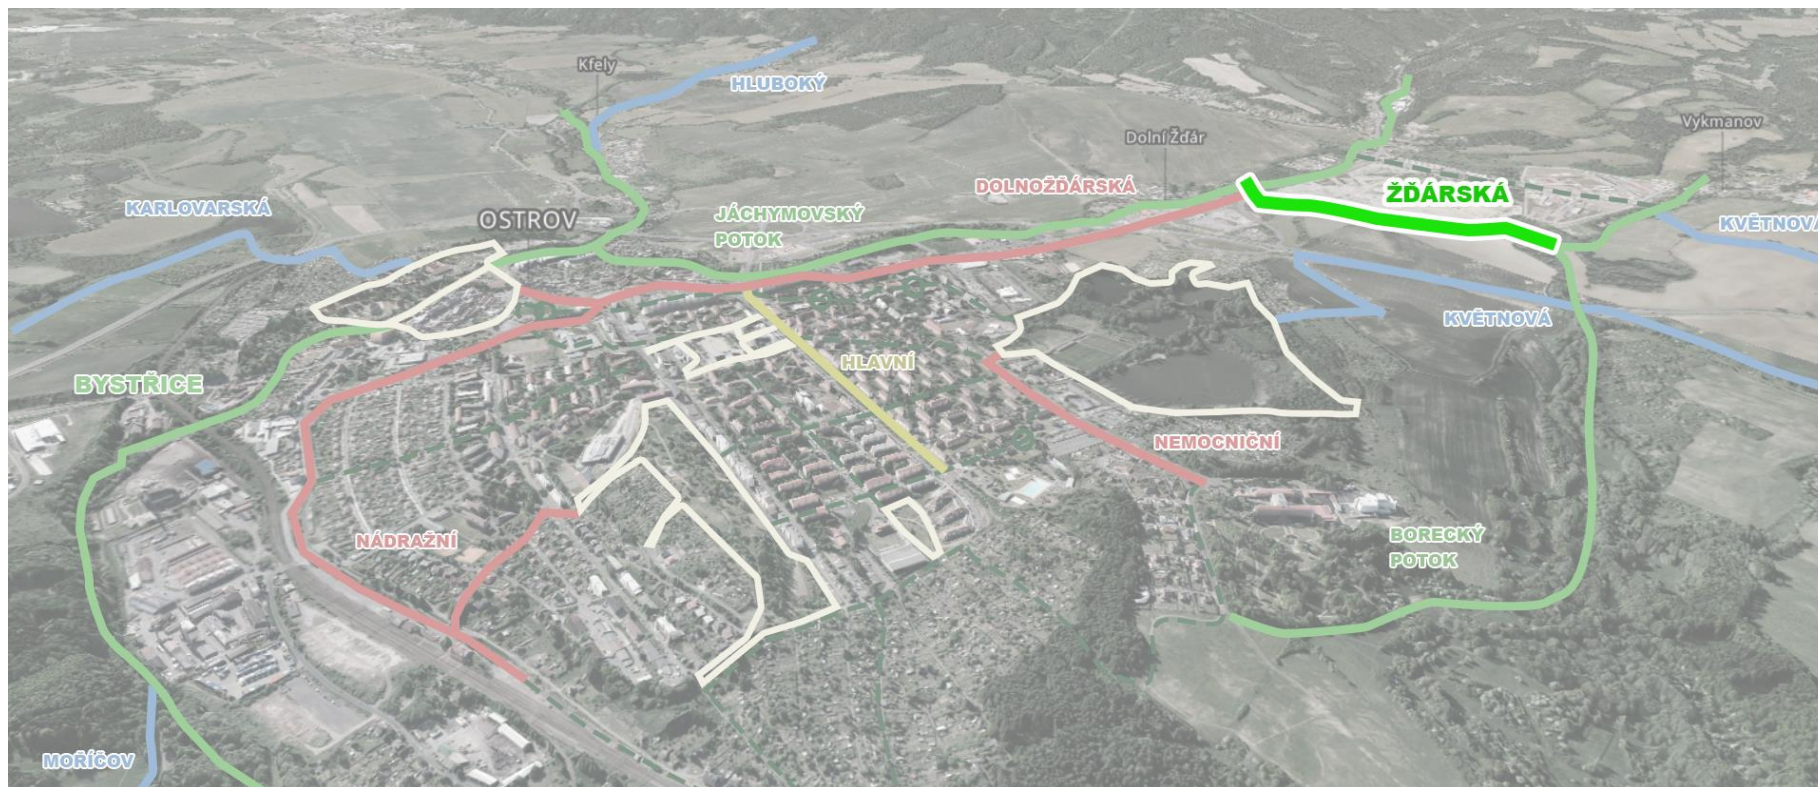 Kfely
HLUBOKÝ
Vykmanov
Dolní Žďár
DOLNOŽĎÁRSKÁ
ŽĎÁRSKÁ
KARLOVARSKÁ
OSTROV
JÁCHYMOVSKÝ
POTOK
KVĚTNOVÁ
KVĚTNOVÁ
HLAVNÍ
BYSTŘICE
NEMOCNIČNÍ
NÁDRAŽNÍ
BORECKÝ
POTOK
MOŘÍČOV